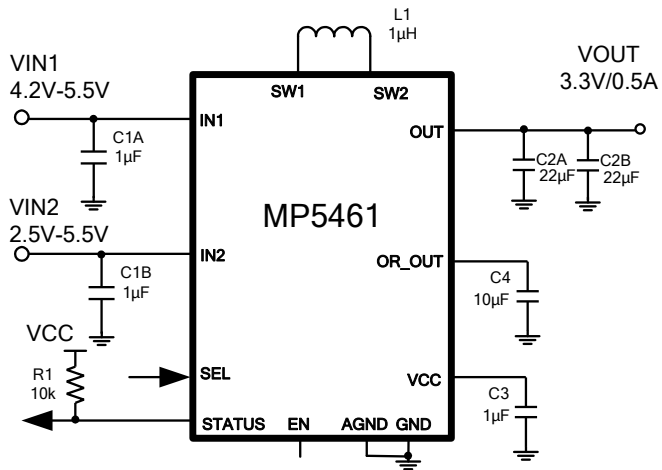 L1
1µH
VIN1
4.2V-5.5V
VOUT
3.3V/0.5A
SW1
SW2
IN1
OUT
C1A
1µF
C2A
22µF
C2B
22µF
VIN2
2.5V-5.5V
MP5461
IN2
OR_OUT
C1B
1µF
C4
10µF
VCC
R1
10k
SEL
VCC
C3
1µF
STATUS
EN
AGND
GND